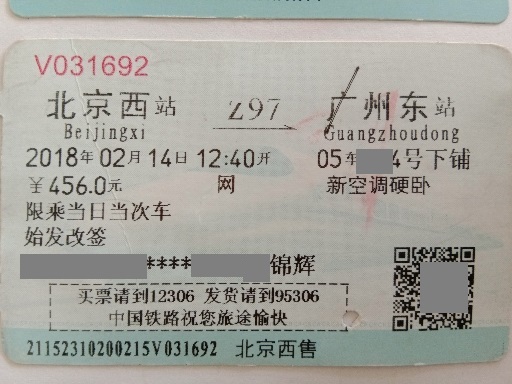 V031692
北京西站 Z97 广州东站
Beijingxi Guangzhoudong
2018年02月14日12:40开 05车 4号下铺
￥456.0元 网 新空调硬卧
限乘当日当次车
始发改签
**** 锦辉
买票请到12306 发货请到95306
中国铁路祝您旅途愉快
21152310200215V031692 北京西售